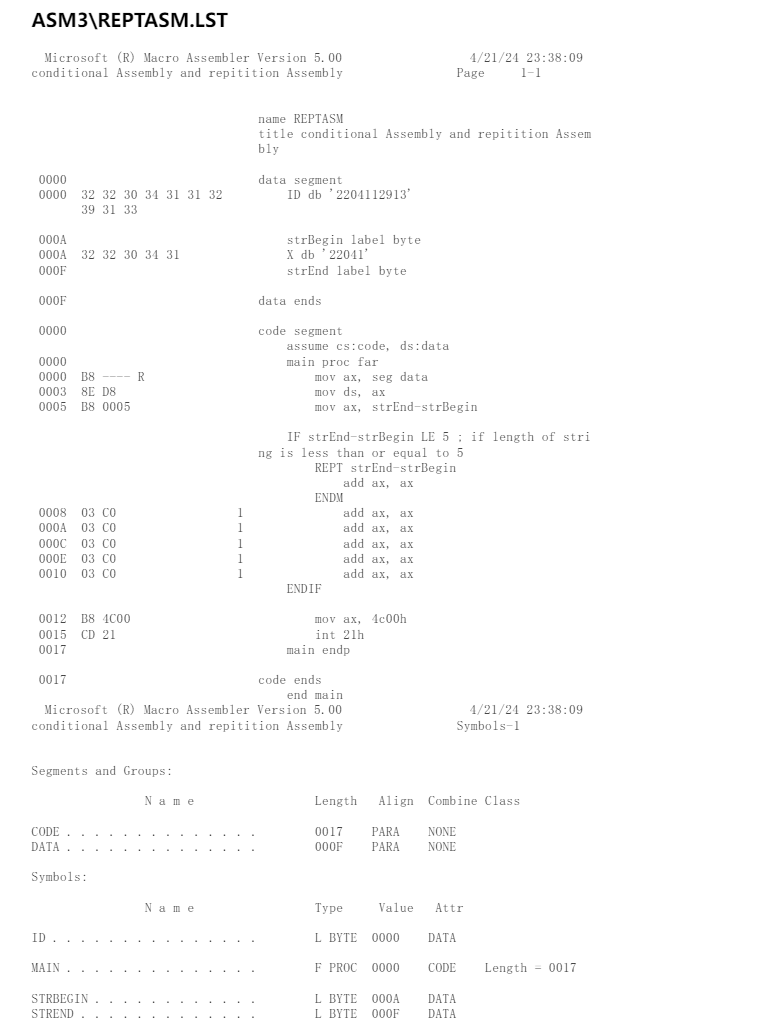 ASM3\REPTASM.LST
Microsoft (R) Macro Assembler Version 5.00 4/21/24 23:38:09
conditional Assembly and repitition Assembly Page 1-1
name REPTASM
title conditional Assembly and repitition Assem
bly
0000 data segment
0000 32 32 30 34 31 31 32 ID db '2204112913'
39 31 33
000A strBegin label byte
000A 32 32 30 34 31 X db '22041'
000F strEnd label byte
000F data ends
0000 code segment
assume cs:code, ds:data
0000 main proc far
0000 B8 ---- R mov ax, seg data
0003 8E D8 mov ds, ax
0005 B8 0005 mov ax, strEnd-strBegin
IF strEnd-strBegin LE 5 ; if length of stri
ng is less than or equal to 5
REPT strEnd-strBegin
add ax, ax
ENDM
0008 03 C0 1 add ax, ax
000A 03 C0 1 add ax, ax
000C 03 C0 1 add ax, ax
000E 03 C0 1 add ax, ax
0010 03 C0 1 add ax, ax
ENDIF
0012 B8 4C00 mov ax, 4c00h
0015 CD 21 int 21h
0017 main endp
0017 code ends
end main
Microsoft (R) Macro Assembler Version 5.00 4/21/24 23:38:09
conditional Assembly and repitition Assembly Symbols-1
Segments and Groups:
N a m e Length Align Combine Class
CODE . . . . . . . . . . . . . . 0017 PARA NONE
DATA . . . . . . . . . . . . . . 000F PARA NONE
Symbols:
N a m e Type Value Attr
ID . . . . . . . . . . . . . . . L BYTE 0000 DATA
MAIN . . . . . . . . . . . . . . F PROC 0000 CODE Length = 0017
STRBEGIN . . . . . . . . . . . . L BYTE 000A DATA
STREND . . . . . . . . . . . . . L BYTE 000F DATA